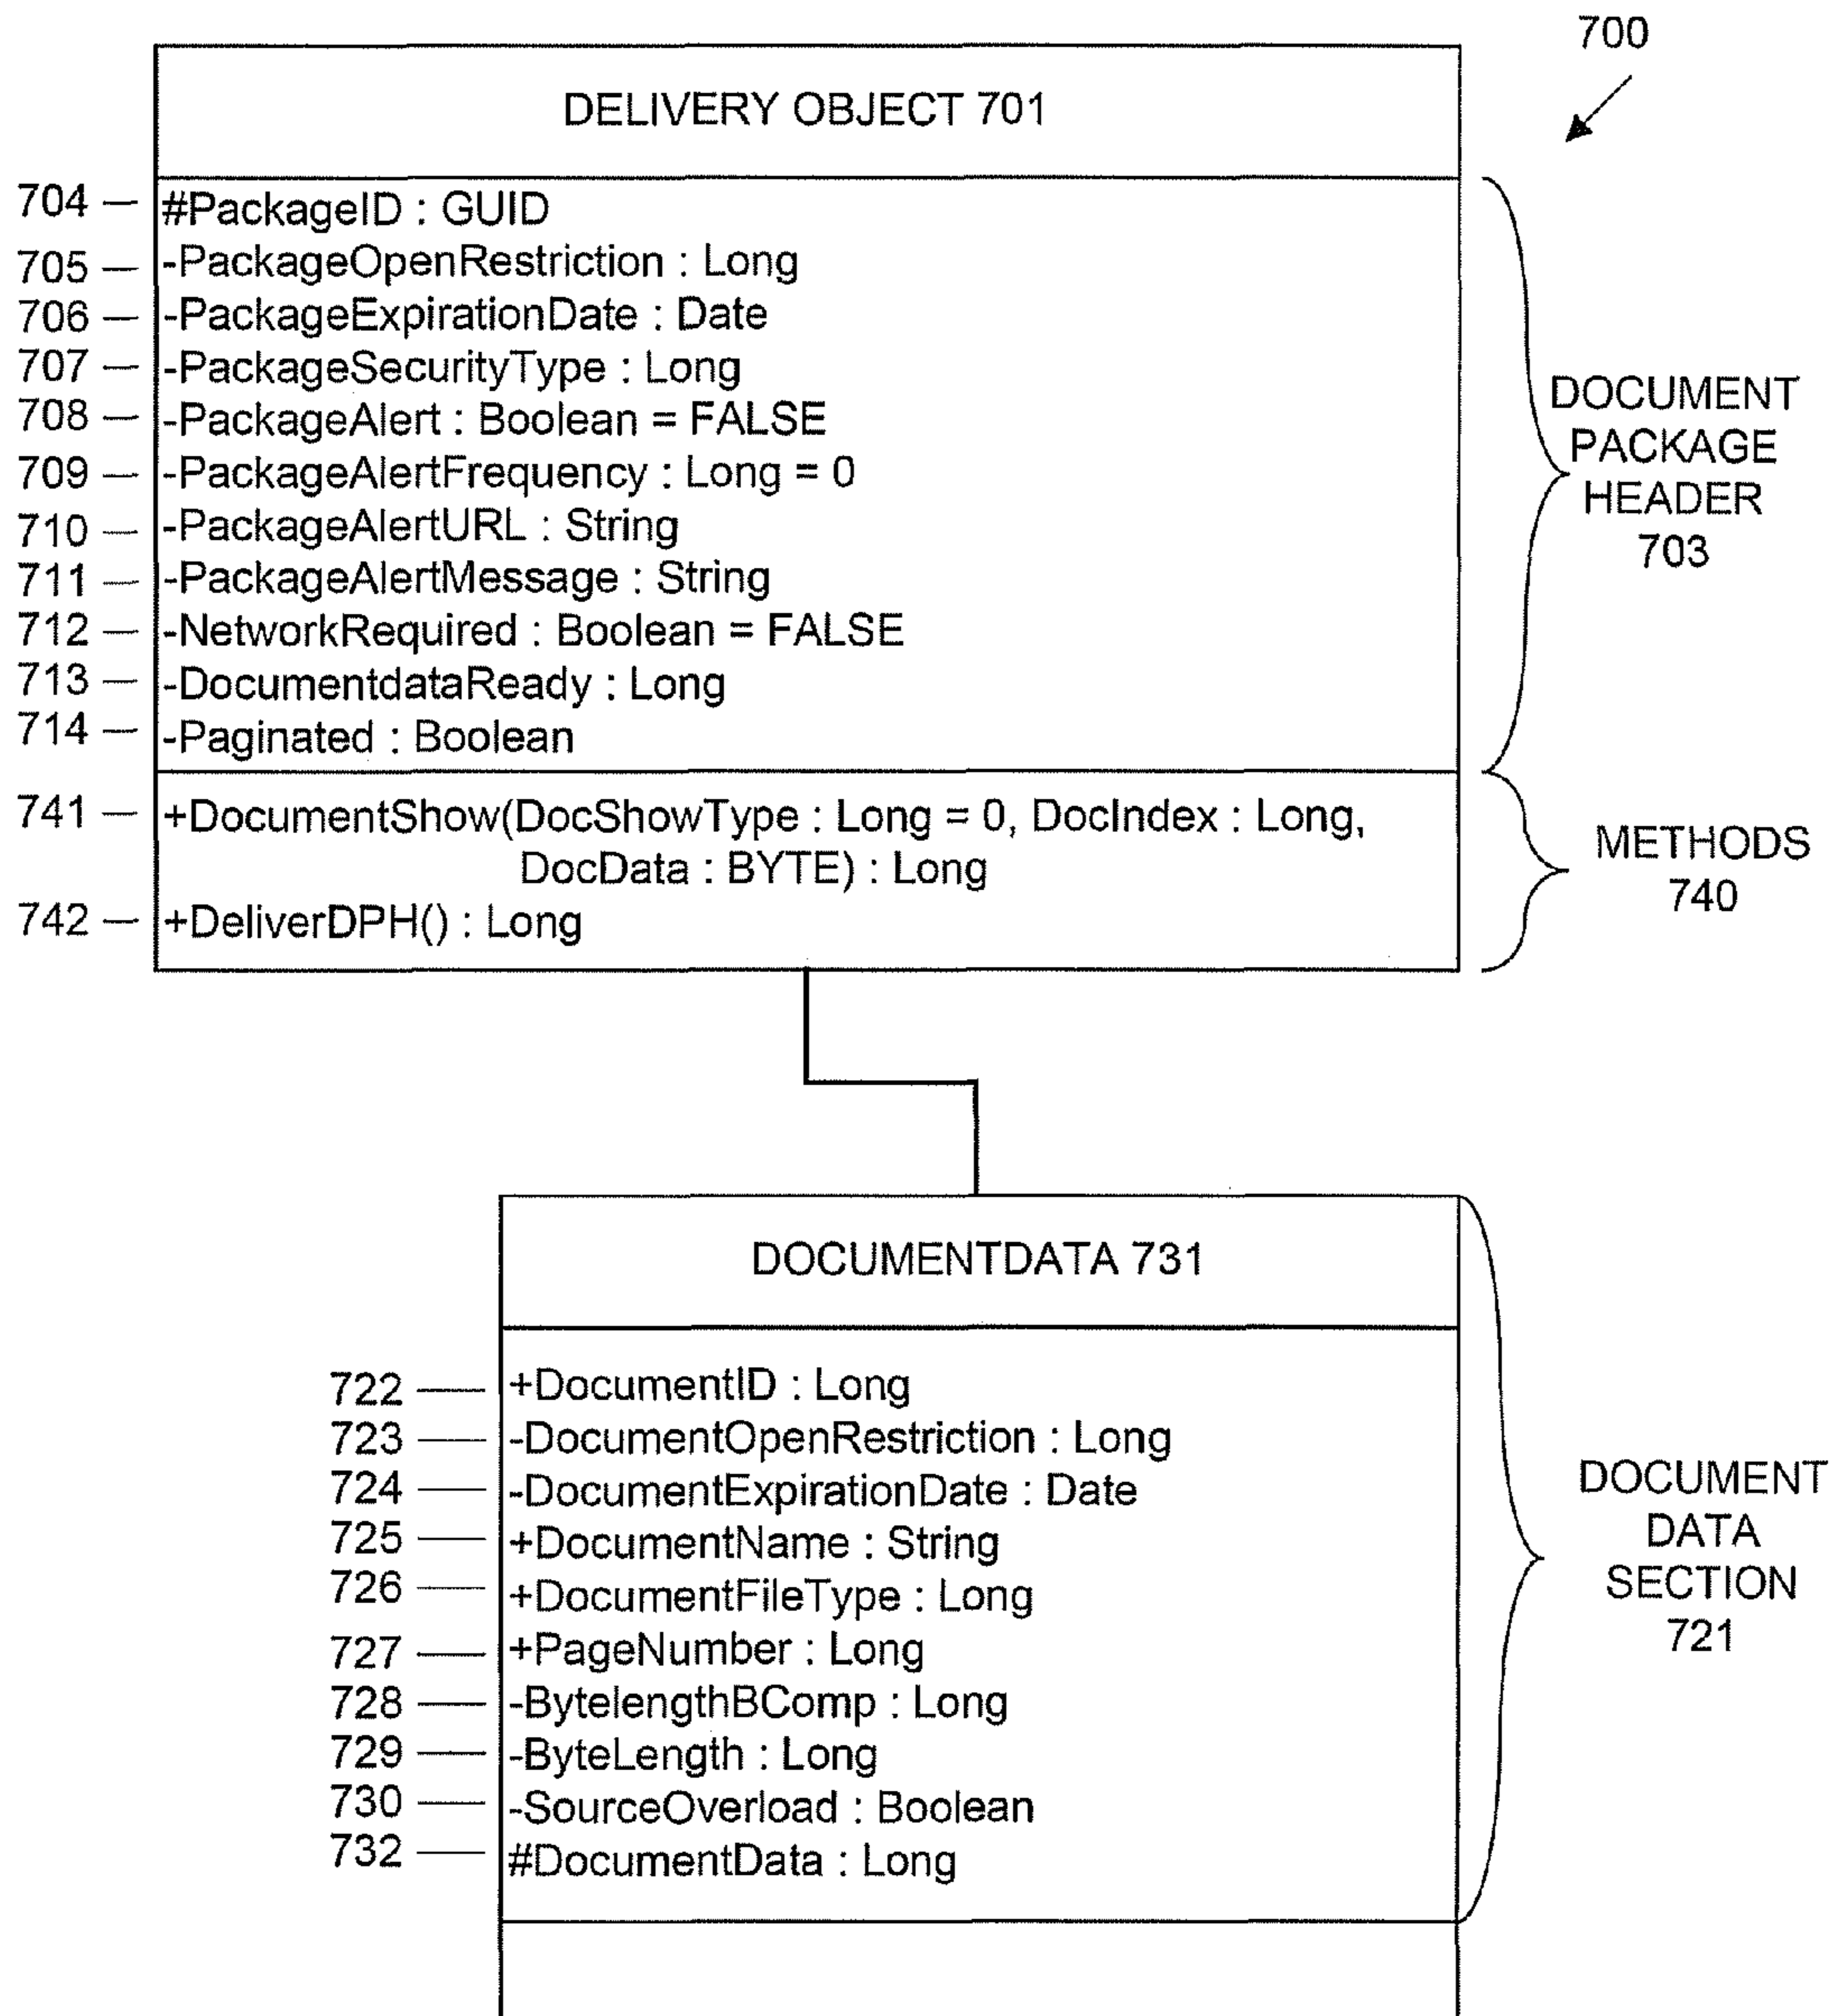 700
DELIVERY OBJECT 701
704 #PackageID : GUID
705 -PackageOpenRestriction : Long
706 -PackageExpirationDate : Date
707 -PackageSecurityType : Long
708 -PackageAlert : Boolean = FALSE
709 -PackageAlertFrequency : Long = 0
710 -PackageAlertURL : String
711 -PackageAlertMessage : String
712 -NetworkRequired : Boolean = FALSE
713 -DocumentdataReady : Long
714 -Paginated : Boolean
DOCUMENT
PACKAGE
HEADER
703
741 +DocumentShow(DocShowType : Long = 0, DocIndex : Long,
DocData : BYTE) : Long
742 +DeliverDPH() : Long
METHODS
740
DOCUMENTDATA 731
722 +DocumentID : Long
723 -DocumentOpenRestriction : Long
724 -DocumentExpirationDate : Date
725 +DocumentName : String
726 +DocumentFileType : Long
727 +PageNumber : Long
728 -BytelengthBComp : Long
729 -ByteLength : Long
730 -SourceOverload : Boolean
732 #DocumentData : Long
DOCUMENT
DATA
SECTION
721